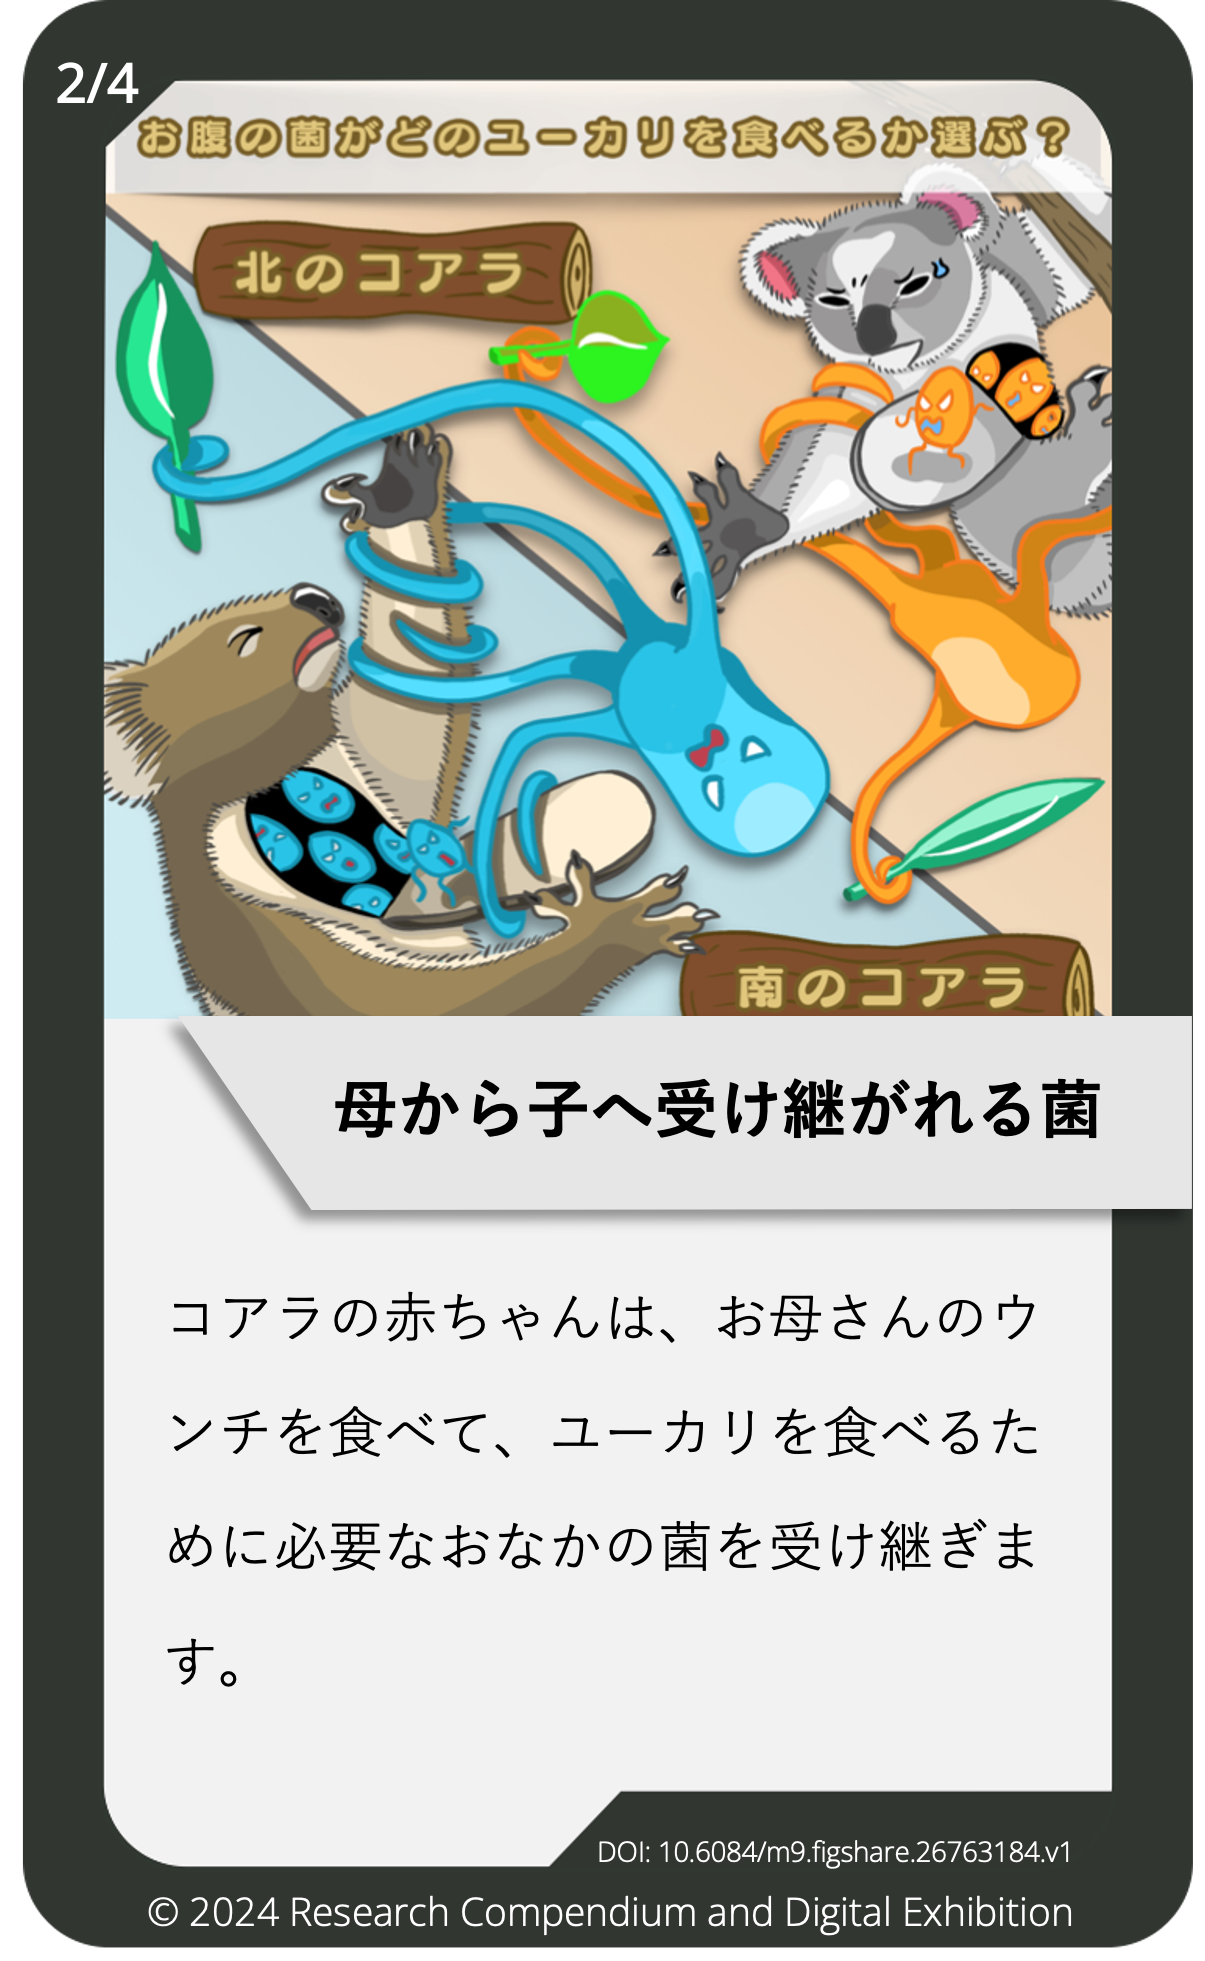 2/4
お腹の菌がどのユーカリを食べるか選ぶ？
北のコアラ
南のコアラ
母から子へ受け継がれる菌
コアラの赤ちゃんは、お母さんのウ
ンチを食べて、ユーカリを食べるた
めに必要なおなかの菌を受け継ぎま
す。
DOI: 10.6084/m9.figshare.26763184.v1
© 2024 Research Compendium and Digital Exhibition